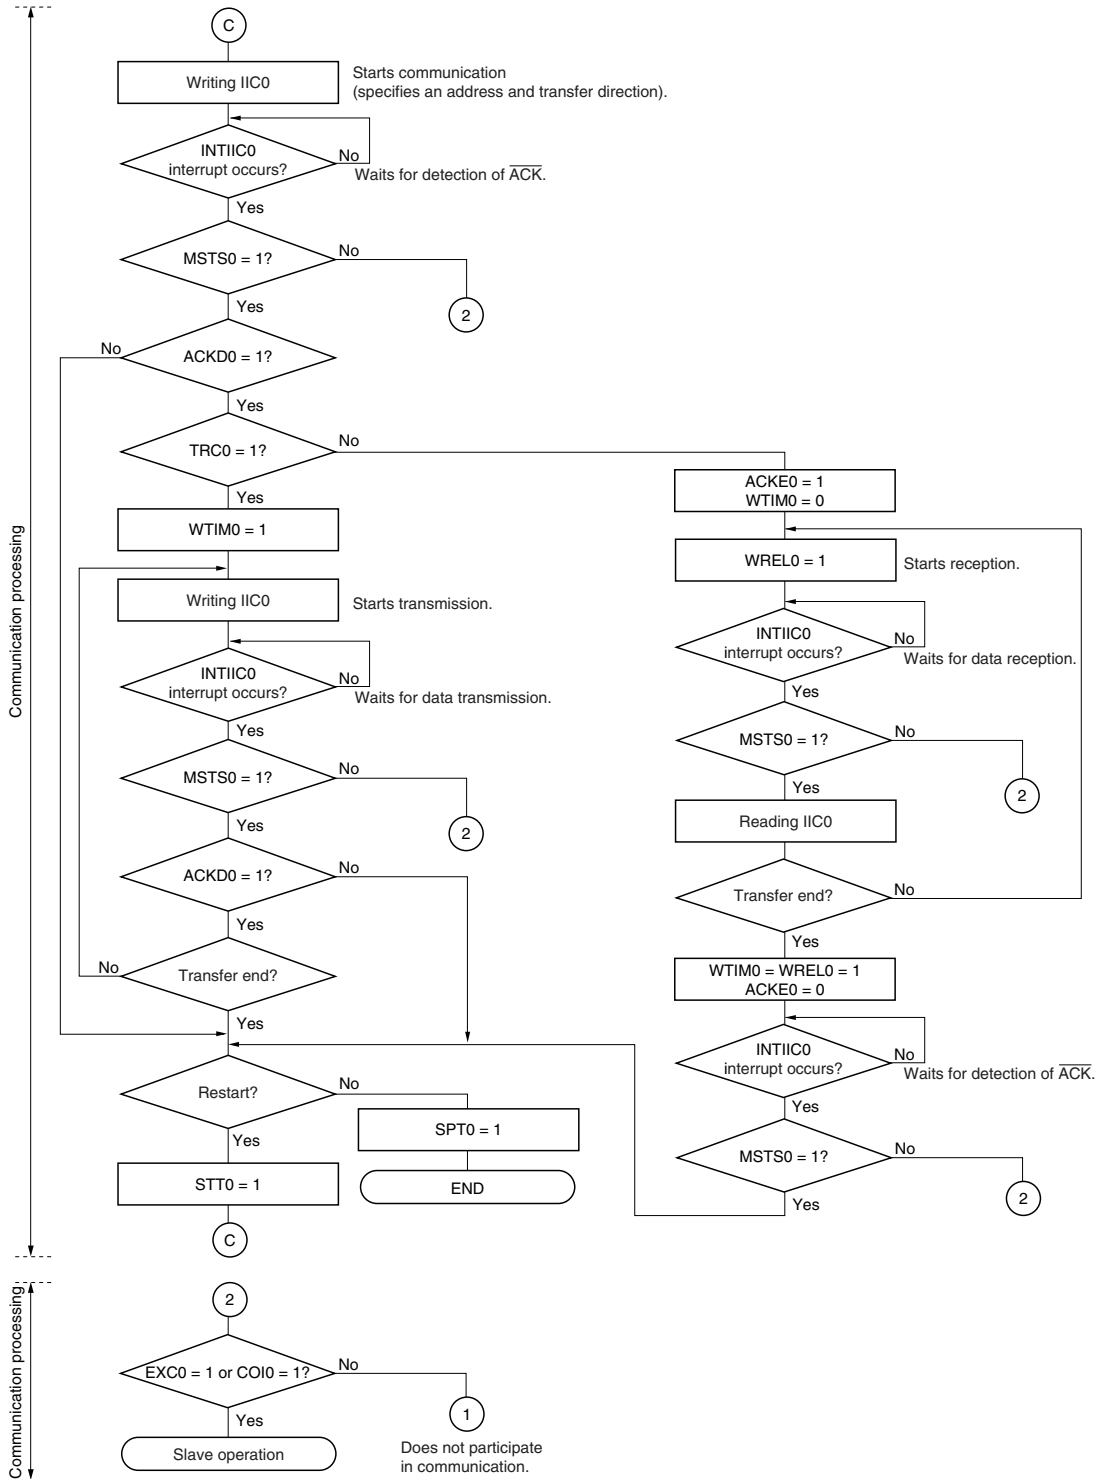 C
Writing IIC0
Starts communication
(specifies an address and transfer direction).
INTIIC0
interrupt occurs?
No
Waits for detection of A̅C̅K̅.
Yes
MSTS0 = 1?
No
2
Yes
No
ACKD0 = 1?
Yes
TRC0 = 1?
No
Yes
WTIM0 = 1
Writing IIC0
Starts transmission.
INTIIC0
interrupt occurs?
No
Waits for data transmission.
Yes
MSTS0 = 1?
No
2
Yes
ACKD0 = 1?
No
Yes
No
Transfer end?
Yes
Restart?
No
SPT0 = 1
END
Yes
STT0 = 1
C
ACKE0 = 1
WTIM0 = 0
WREL0 = 1
Starts reception.
INTIIC0
interrupt occurs?
No
Waits for data reception.
Yes
MSTS0 = 1?
No
2
Yes
Reading IIC0
Transfer end?
No
Yes
WTIM0 = WREL0 = 1
ACKE0 = 0
INTIIC0
interrupt occurs?
No
Waits for detection of A̅C̅K̅.
Yes
MSTS0 = 1?
No
2
Yes
Communication processing
2
EXC0 = 1 or COI0 = 1?
No
1
Does not participate
in communication.
Yes
Slave operation
Communication processing